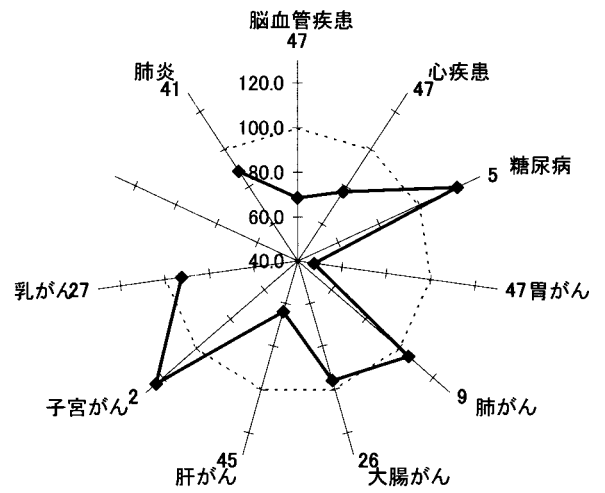 脳血管疾患
47
肺炎
41
心疾患
47
120.0
100.0
80.0
60.0
40.0
5 糖尿病
乳がん27
47胃がん
子宮がん2
9 肺がん
肝がん
45
26
大腸がん